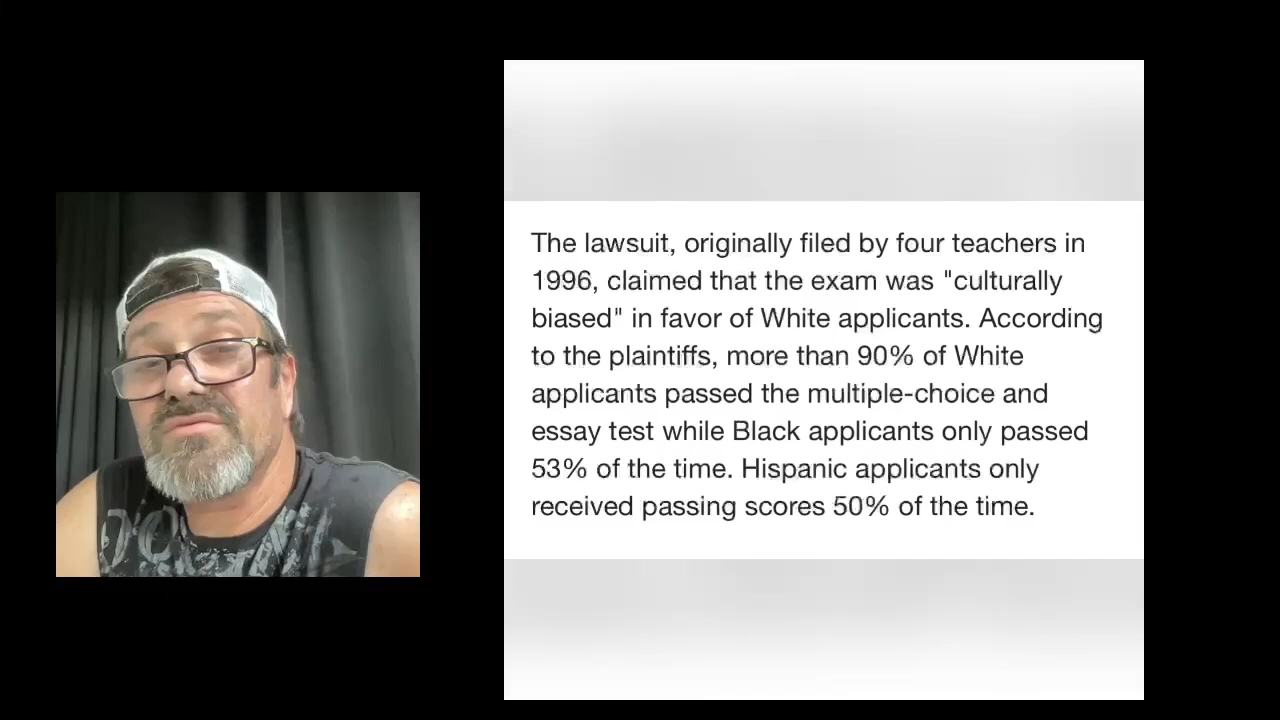 The lawsuit, originally filed by four teachers in
1996, claimed that the exam was "culturally
biased" in favor of White applicants. According
to the plaintiffs, more than 90% of White
applicants passed the multiple-choice and
essay test while Black applicants only passed
53% of the time. Hispanic applicants only
received passing scores 50% of the time.